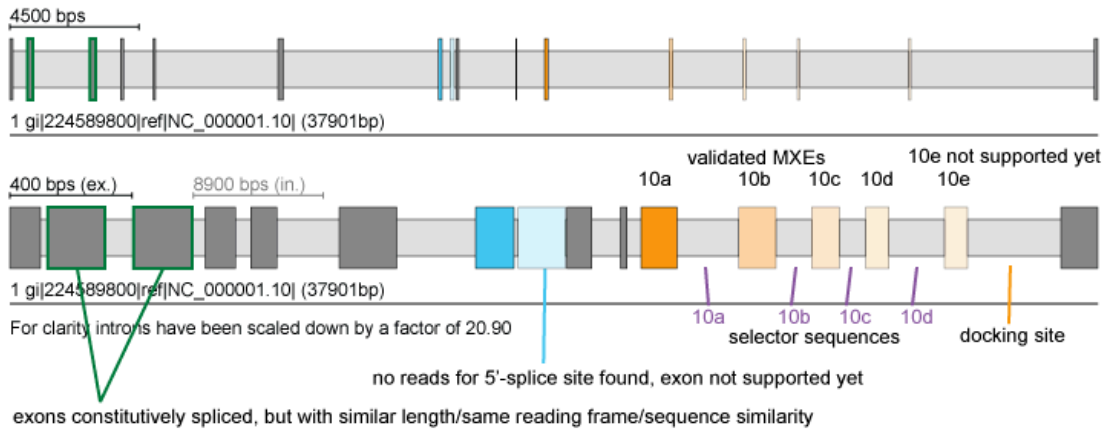 4500 bps
1 gi|224589800|ref|NC_000001.10| (37901bp)
validated MXEs
10e not supported yet
400 bps (ex.)
8900 bps (in.)
10a
10b
10c
10d
10e
1 gi|224589800|ref|NC_000001.10| (37901bp)
10a
10b
10c
10d
For clarity introns have been scaled down by a factor of 20.90
selector sequences
docking site
no reads for 5'-splice site found, exon not supported yet
exons constitutively spliced, but with similar length/same reading frame/sequence similarity